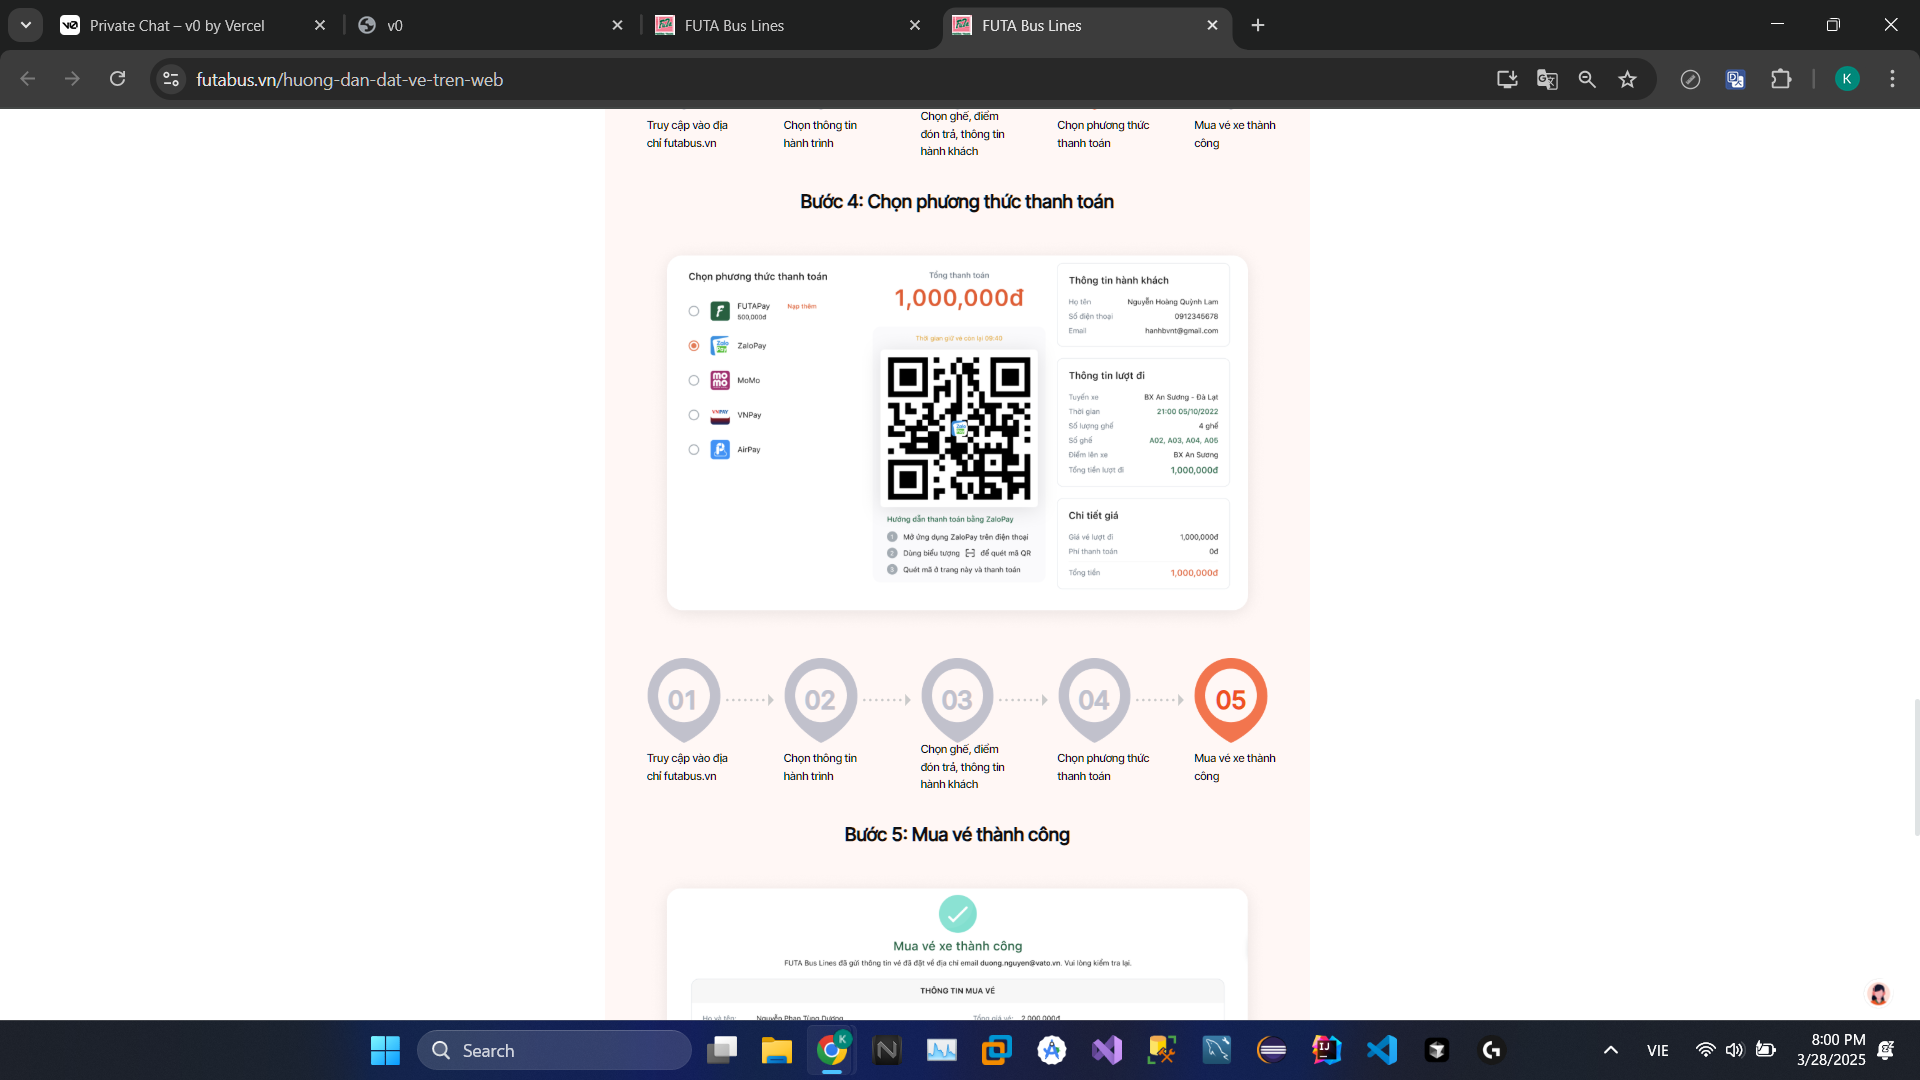 Private Chat – v0 by Vercel
v0
FUTA Bus Lines
FUTA Bus Lines
futabus.vn/huong-dan-dat-ve-tren-web
K
Truy cập vào địa
chỉ futabus.vn
Chọn thông tin
hành trình
Chọn ghế, điểm
đón trả, thông tin
hành khách
Chọn phương thức
thanh toán
Mua vé xe thành
công
Bước 4: Chọn phương thức thanh toán
Chọn phương thức thanh toán
FUTAPay
500,000đ
Nạp thêm
ZaloPay
MoMo
VNPay
AirPay
Tổng thanh toán
1,000,000đ
Thời gian giữ vé còn lại 09:40
Hướng dẫn thanh toán bằng ZaloPay
1 Mở ứng dụng ZaloPay trên điện thoại
2 Dùng biểu tượng để quét mã QR
3 Quét mã ở trang này và thanh toán
Thông tin hành khách
Họ tên Nguyễn Hoàng Quỳnh Lam
Số điện thoại 0912345678
Email hanhbvnt@gmail.com
Thông tin lượt đi
Tuyến xe BX An Sương - Đà Lạt
Thời gian 21:00 05/10/2022
Số lượng ghế 4 ghế
Số ghế A02, A03, A04, A05
Điểm lên xe BX An Sương
Tổng tiền lượt đi 1,000,000đ
Chi tiết giá
Giá vé lượt đi 1,000,000đ
Phí thanh toán 0đ
Tổng tiền 1,000,000đ
01
02
03
04
05
Truy cập vào địa
chỉ futabus.vn
Chọn thông tin
hành trình
Chọn ghế, điểm
đón trả, thông tin
hành khách
Chọn phương thức
thanh toán
Mua vé xe thành
công
Bước 5: Mua vé thành công
Mua vé xe thành công
FUTA Bus Lines đã gửi thông tin vé đã đặt về địa chỉ email duong.nguyen@vato.vn. Vui lòng kiểm tra lại.
THÔNG TIN MUA VÉ
Họ và tên: Nguyễn Phan Tùng Dương
Tổng giá vé: 2,000,000đ
Search
VIE
8:00 PM
3/28/2025